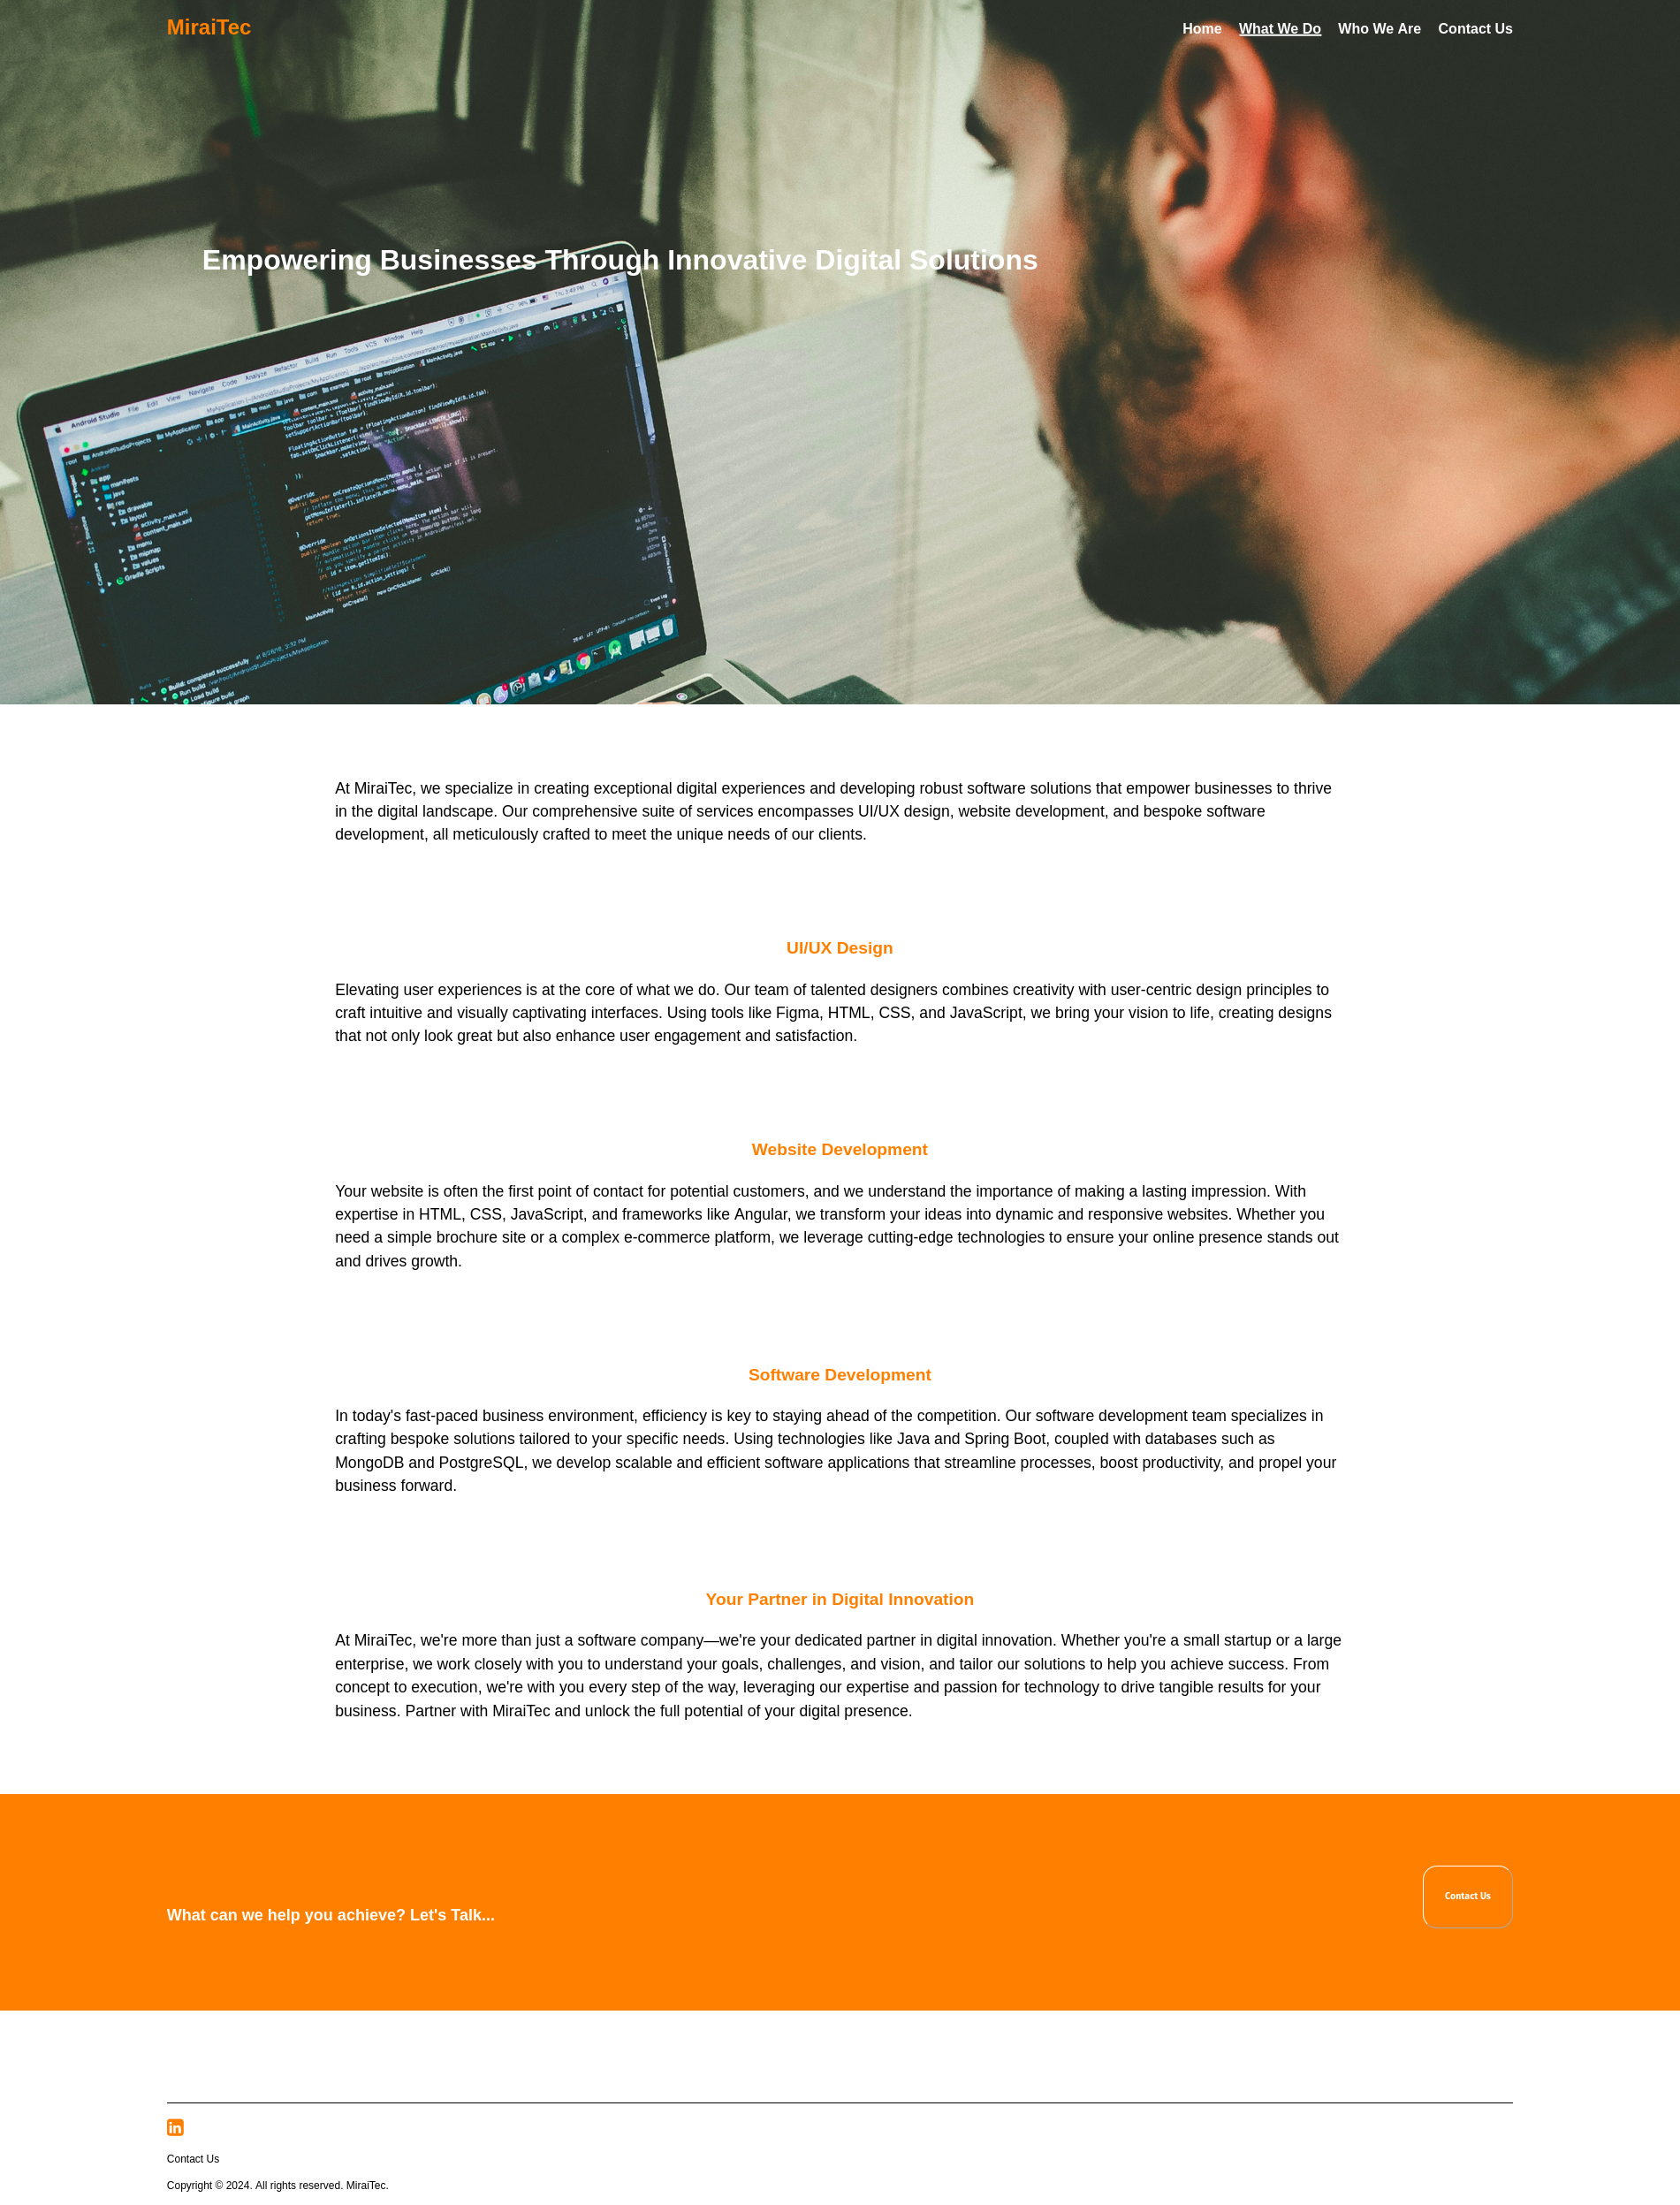 MiraiTec
Home What We Do Who We Are Contact Us
Empowering Businesses Through Innovative Digital Solutions
Android Studio File Edit View Navigate Code Analyze Refactor Build Run Tools VCS Window Help
At MiraiTec, we specialize in creating exceptional digital experiences and developing robust software solutions that empower businesses to thrive
in the digital landscape. Our comprehensive suite of services encompasses UI/UX design, website development, and bespoke software
development, all meticulously crafted to meet the unique needs of our clients.
UI/UX Design
Elevating user experiences is at the core of what we do. Our team of talented designers combines creativity with user-centric design principles to
craft intuitive and visually captivating interfaces. Using tools like Figma, HTML, CSS, and JavaScript, we bring your vision to life, creating designs
that not only look great but also enhance user engagement and satisfaction.
Website Development
Your website is often the first point of contact for potential customers, and we understand the importance of making a lasting impression. With
expertise in HTML, CSS, JavaScript, and frameworks like Angular, we transform your ideas into dynamic and responsive websites. Whether you
need a simple brochure site or a complex e-commerce platform, we leverage cutting-edge technologies to ensure your online presence stands out
and drives growth.
Software Development
In today's fast-paced business environment, efficiency is key to staying ahead of the competition. Our software development team specializes in
crafting bespoke solutions tailored to your specific needs. Using technologies like Java and Spring Boot, coupled with databases such as
MongoDB and PostgreSQL, we develop scalable and efficient software applications that streamline processes, boost productivity, and propel your
business forward.
Your Partner in Digital Innovation
At MiraiTec, we're more than just a software company—we're your dedicated partner in digital innovation. Whether you're a small startup or a large
enterprise, we work closely with you to understand your goals, challenges, and vision, and tailor our solutions to help you achieve success. From
concept to execution, we're with you every step of the way, leveraging our expertise and passion for technology to drive tangible results for your
business. Partner with MiraiTec and unlock the full potential of your digital presence.
What can we help you achieve? Let's Talk...
Contact Us
in
Contact Us
Copyright © 2024. All rights reserved. MiraiTec.